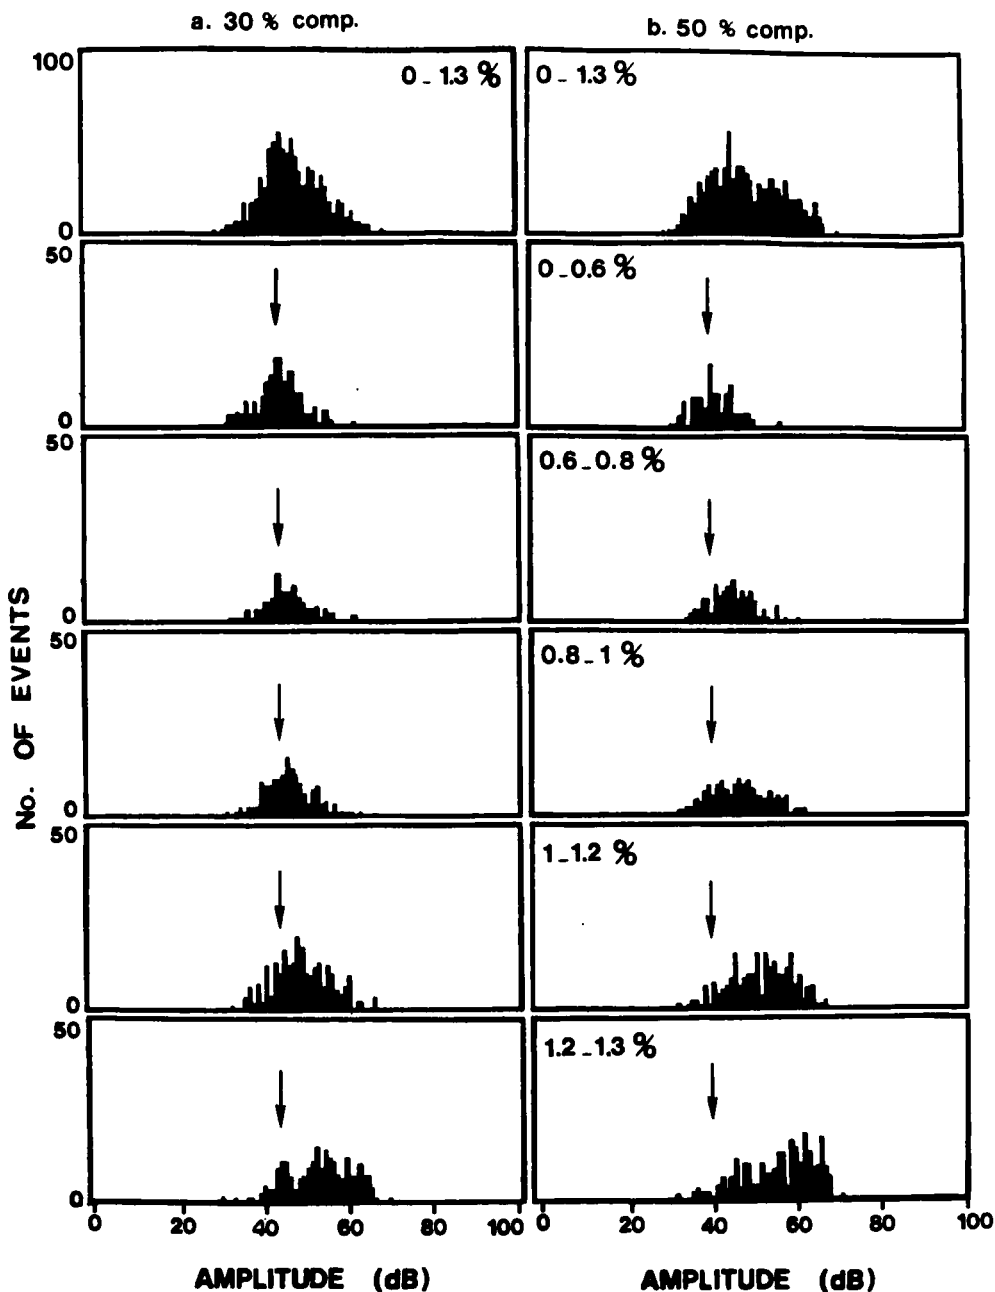 a. 30 % comp.
b. 50 % comp.
100
0 - 1.3 %
0 - 1.3 %
0
50
0 - 0.6 %
0
50
0.6 - 0.8 %
0
50
0.8 - 1 %
0
50
1 - 1.2 %
0
50
1.2 - 1.3 %
0
No. OF EVENTS
0 20 40 60 80 100 0 20 40 60 80 100
AMPLITUDE (dB) AMPLITUDE (dB)